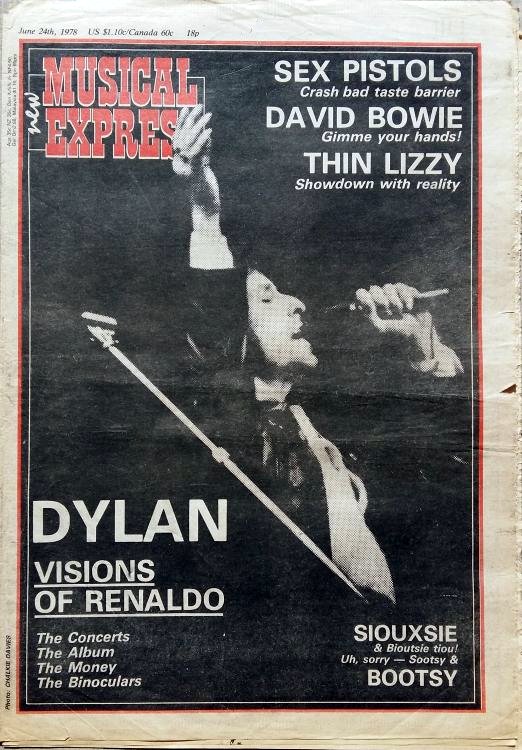 June 24th, 1978 US $1.10c/Canada 60c 18p
new
MUSICAL
EXPRES
SEX PISTOLS
Crash bad taste barrier
DAVID BOWIE
Gimme your hands!
THIN LIZZY
Showdown with reality
DYLAN
VISIONS
OF RENALDO
The Concerts
The Album
The Money
The Binoculars
SIOUXSIE
& Bioutsie tiou!
Uh, sorry — Sootsy &
BOOTSY
Photo: CHALKIE DAVIES